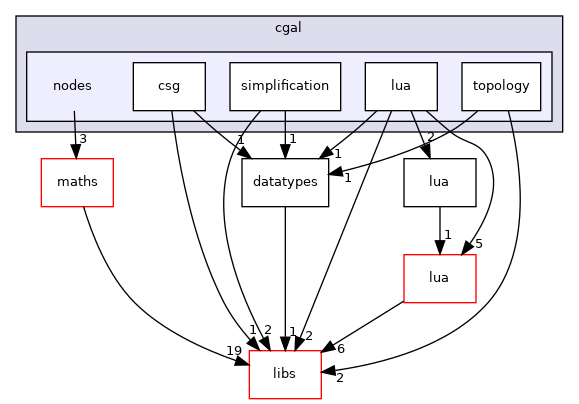 cgal
nodes
csg
simplification
lua
topology
3
1
1
1
2
1
maths
datatypes
lua
1
5
lua
19
1
2
1
2
6
2
libs